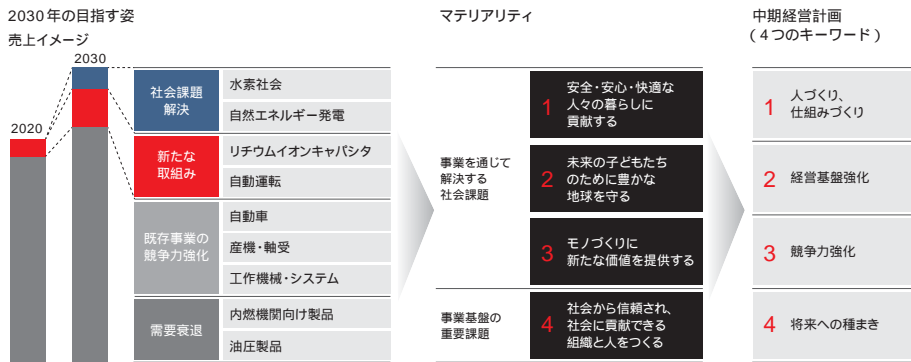 2030年の目指す姿
売上イメージ
2030
2020
社会課題
解決
水素社会
自然エネルギー発電
新たな
取組み
リチウムイオンキャパシタ
自動運転
既存事業の
競争力強化
自動車
産機・軸受
工作機械・システム
需要衰退
内燃機関向け製品
油圧製品
マテリアリティ
事業を通じて
解決する
社会課題
1
安全・安心・快適な
人々の暮らしに
貢献する
2
未来の子どもたち
のために豊かな
地球を守る
3
モノづくりに
新たな価値を提供する
事業基盤の
重要課題
4
社会から信頼され、
社会に貢献できる
組織と人をつくる
中期経営計画
(4つのキーワード)
1
人づくり、
仕組みづくり
2
経営基盤強化
3
競争力強化
4
将来への種まき